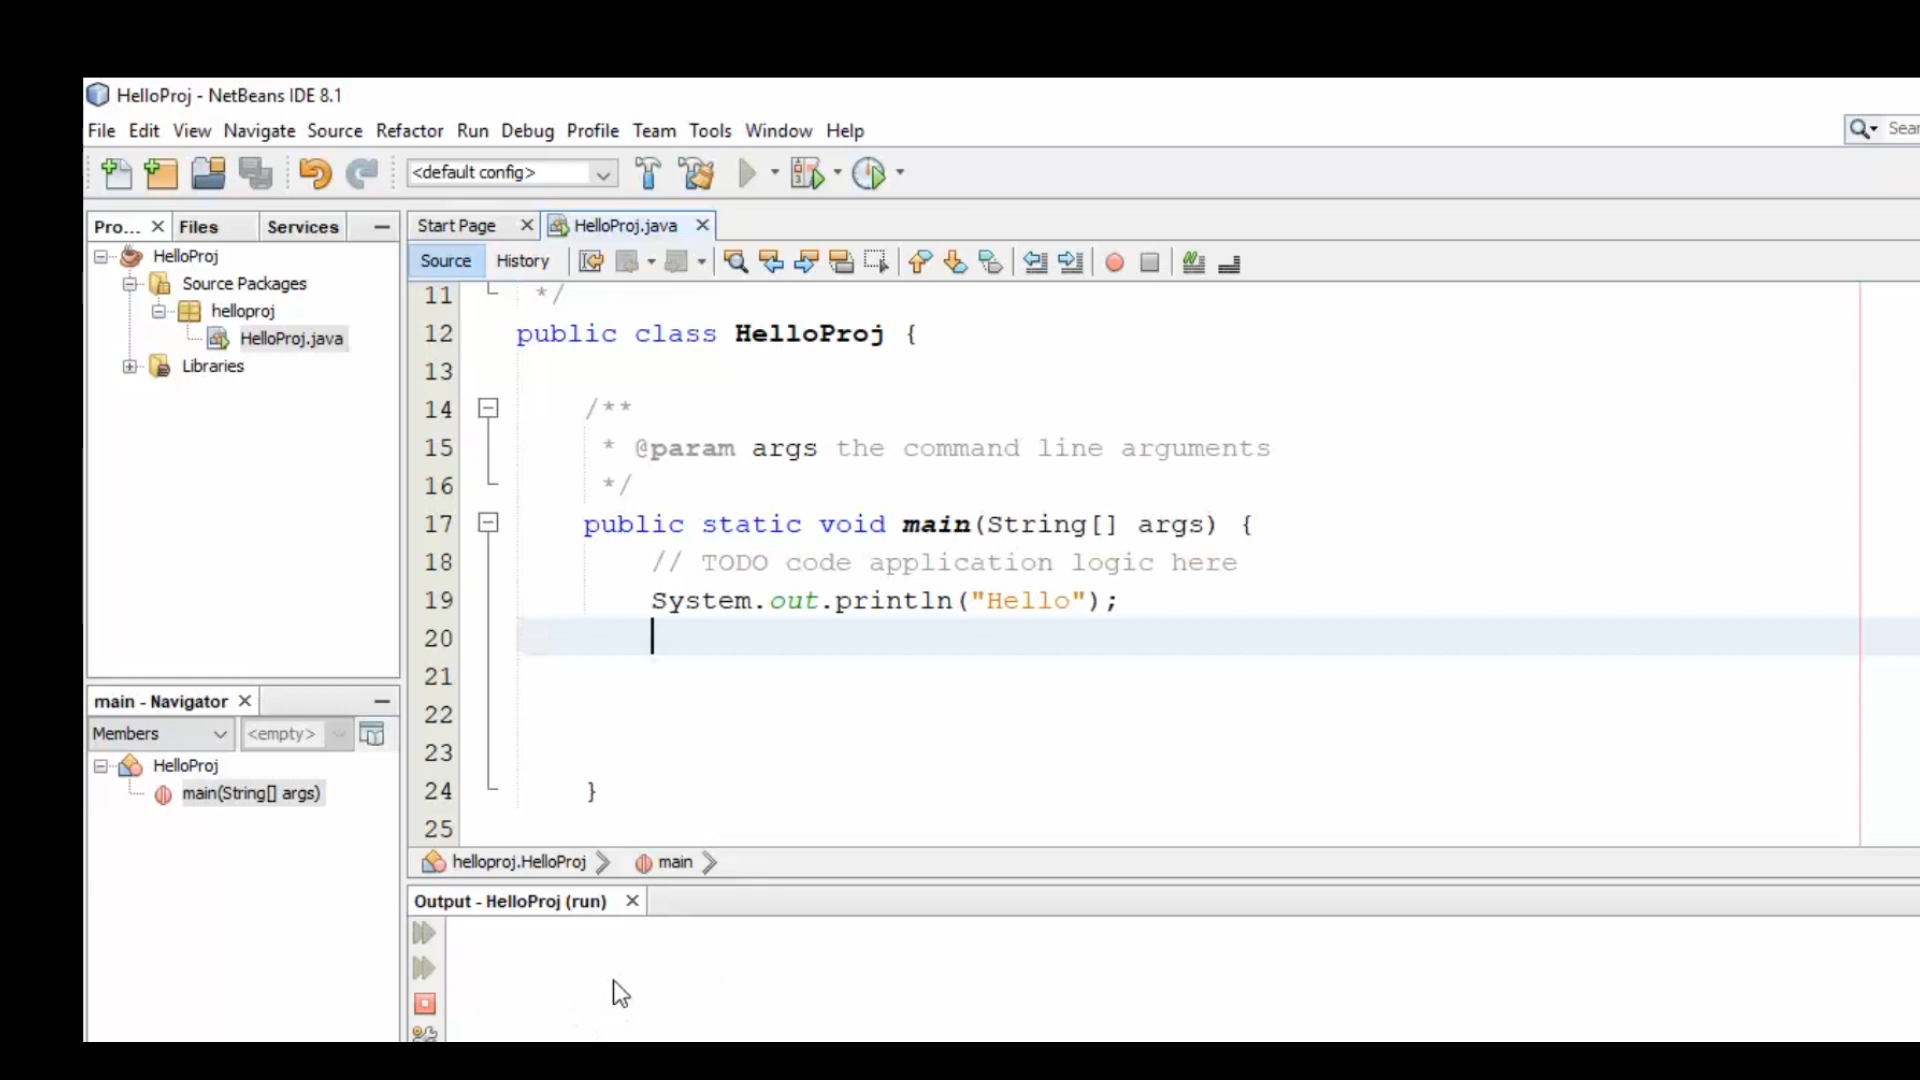 HelloProj - NetBeans IDE 8.1
File Edit View Navigate Source Refactor Run Debug Profile Team Tools Window Help
<default config>
Pro... Files Services
HelloProj
Source Packages
helloproj
HelloProj.java
Libraries
main - Navigator
Members <empty>
HelloProj
main(String[] args)
Start Page HelloProj.java
Source History
11 */
12 public class HelloProj {
13
14 /**
15 * @param args the command line arguments
16 */
17 public static void main(String[] args) {
18 // TODO code application logic here
19 System.out.println("Hello");
20
21
22
23
24 }
25
helloproj.HelloProj main
Output - HelloProj (run)